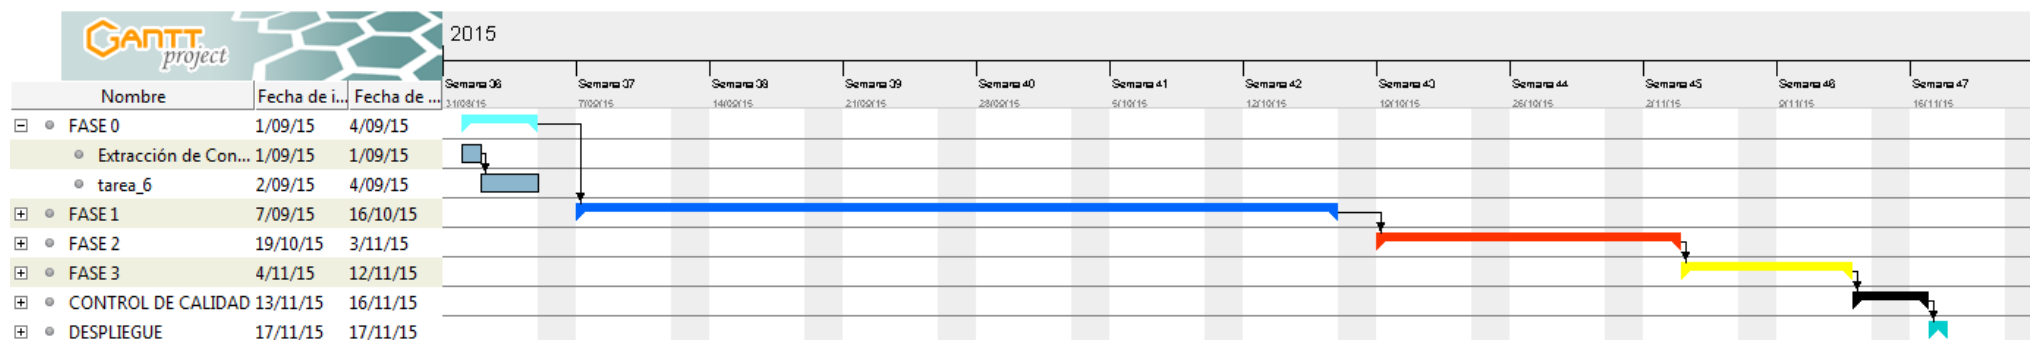 GANTT
project
2015
Semana 36 Semana 37 Semana 38 Semana 39 Semana 40 Semana 41 Semana 42 Semana 43 Semana 44 Semana 45 Semana 46 Semana 47
Nombre Fecha de i... Fecha de ...
31/08/15 7/09/15 14/09/15 21/09/15 28/09/15 5/10/15 12/10/15 19/10/15 26/10/15 2/11/15 9/11/15 16/11/15
FASE 0 1/09/15 4/09/15
Extracción de Con... 1/09/15 1/09/15
tarea_6 2/09/15 4/09/15
FASE 1 7/09/15 16/10/15
FASE 2 19/10/15 3/11/15
FASE 3 4/11/15 12/11/15
CONTROL DE CALIDAD 13/11/15 16/11/15
DESPLIEGUE 17/11/15 17/11/15